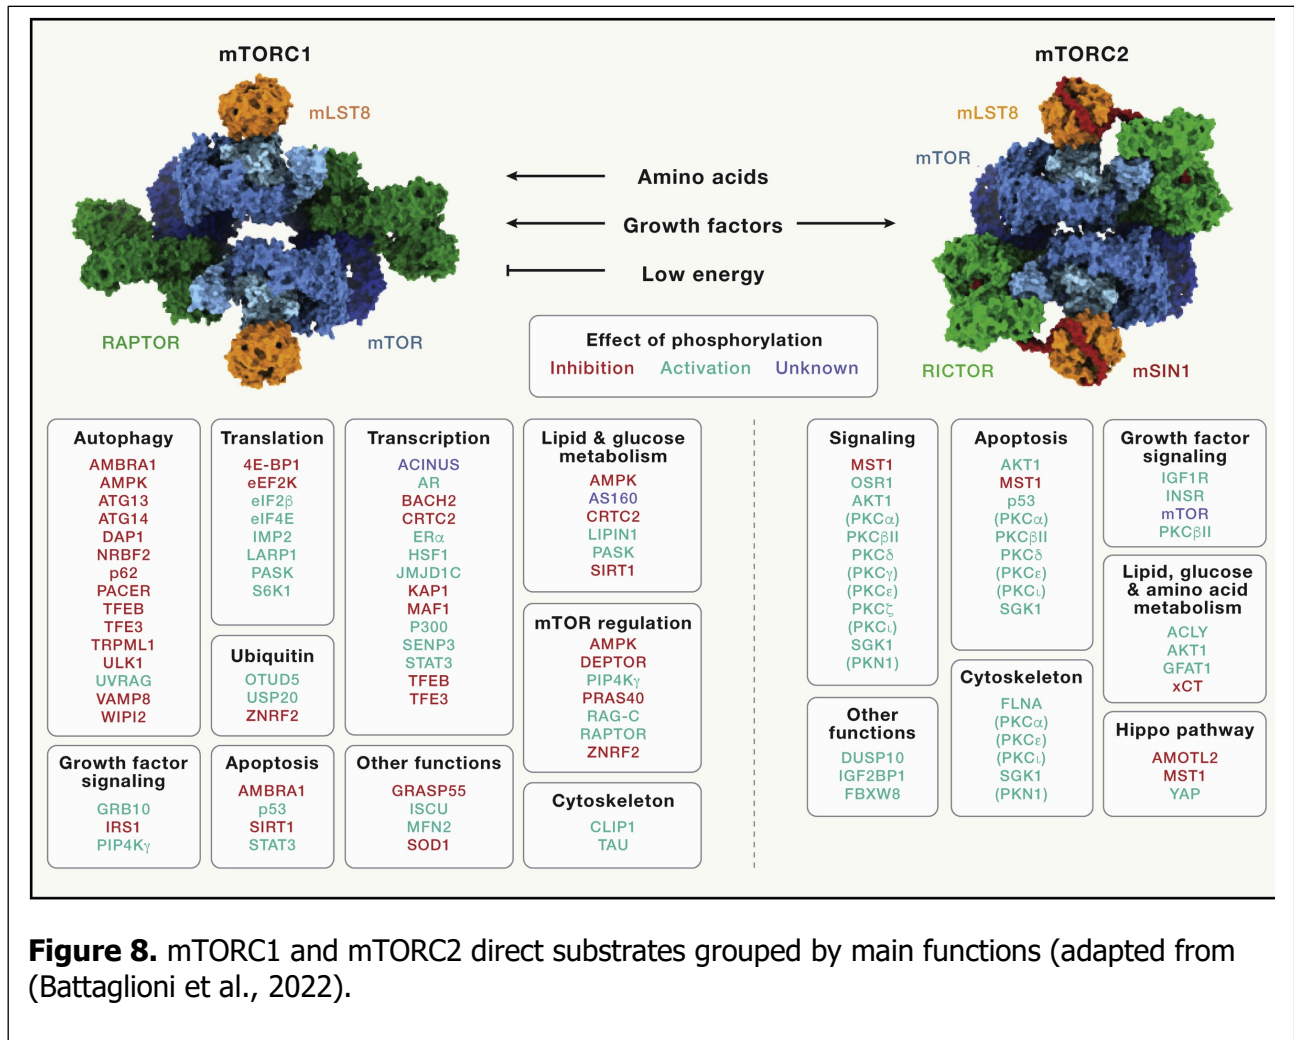 mTORC1
mLST8
RAPTOR
mTOR
Amino acids
Growth factors
Low energy
mTORC2
mLST8
mTOR
RICTOR
mSIN1
Effect of phosphorylation
Inhibition Activation Unknown
Autophagy
AMBRA1
AMPK
ATG13
ATG14
DAP1
NRBF2
p62
PACER
TFEB
TFE3
TRPML1
ULK1
UVRAG
VAMP8
WIPI2
Growth factor
signaling
GRB10
IRS1
PIP4Kγ
Translation
4E-BP1
eEF2K
eIF2β
eIF4E
IMP2
LARP1
PASK
S6K1
Ubiquitin
OTUD5
USP20
ZNRF2
Apoptosis
AMBRA1
p53
SIRT1
STAT3
Transcription
ACINUS
AR
BACH2
CRTC2
ERα
HSF1
JMJD1C
KAP1
MAF1
P300
SENP3
STAT3
TFEB
TFE3
Other functions
GRASP55
ISCU
MFN2
SOD1
Lipid & glucose
metabolism
AMPK
AS160
CRTC2
LIPIN1
PASK
SIRT1
mTOR regulation
AMPK
DEPTOR
PIP4Kγ
PRAS40
RAG-C
RAPTOR
ZNRF2
Cytoskeleton
CLIP1
TAU
Signaling
MST1
OSR1
AKT1
(PKCα)
PKCβII
PKCδ
(PKCγ)
(PKCε)
PKCζ
(PKCι)
SGK1
(PKN1)
Other
functions
DUSP10
IGF2BP1
FBXW8
Apoptosis
AKT1
MST1
p53
(PKCα)
PKCβII
PKCδ
(PKCε)
(PKCι)
SGK1
Cytoskeleton
FLNA
(PKCα)
(PKCε)
(PKCι)
SGK1
(PKN1)
Growth factor
signaling
IGF1R
INSR
mTOR
PKCβII
Lipid, glucose
& amino acid
metabolism
ACLY
AKT1
GFAT1
xCT
Hippo pathway
AMOTL2
MST1
YAP
Figure 8. mTORC1 and mTORC2 direct substrates grouped by main functions (adapted from
(Battaglioni et al., 2022).